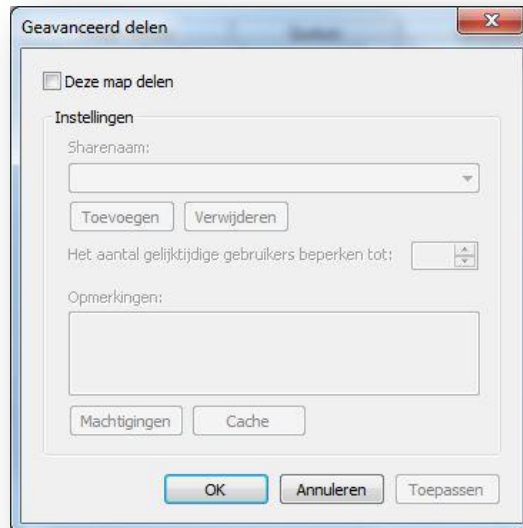 Geavanceerd delen
Deze map delen
Instellingen
Sharenaam:
Toevoegen Verwijderen
Het aantal gelijktijdige gebruikers beperken tot:
Opmerkingen:
Machtigingen Cache
OK Annuleren Toepassen